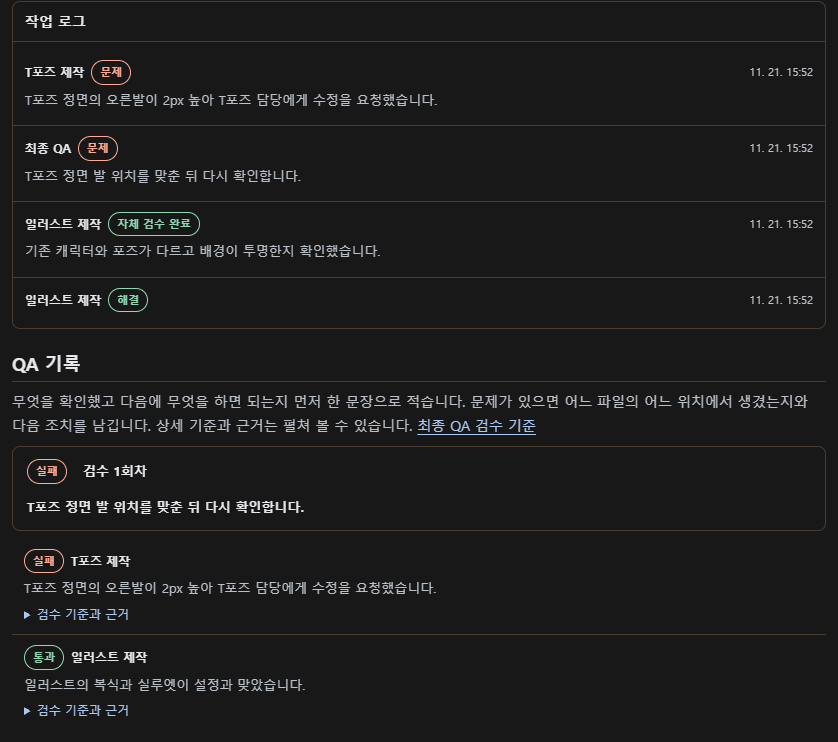 작업 로그
T포즈 제작 문제 11. 21. 15:52
T포즈 정면의 오른발이 2px 높아 T포즈 담당에게 수정을 요청했습니다.
최종 QA 문제 11. 21. 15:52
T포즈 정면 발 위치를 맞춘 뒤 다시 확인합니다.
일러스트 제작 자체 검수 완료 11. 21. 15:52
기존 캐릭터와 포즈가 다르고 배경이 투명한지 확인했습니다.
일러스트 제작 해결 11. 21. 15:52
QA 기록
무엇을 확인했고 다음에 무엇을 하면 되는지 먼저 한 문장으로 적습니다. 문제가 있으면 어느 파일의 어느 위치에서 생겼는지와
다음 조치를 남깁니다. 상세 기준과 근거는 펼쳐 볼 수 있습니다. 최종 QA 검수 기준
실패 검수 1회차
T포즈 정면 발 위치를 맞춘 뒤 다시 확인합니다.
실패 T포즈 제작
T포즈 정면의 오른발이 2px 높아 T포즈 담당에게 수정을 요청했습니다.
▶ 검수 기준과 근거
통과 일러스트 제작
일러스트의 복식과 실루엣이 설정과 맞았습니다.
▶ 검수 기준과 근거